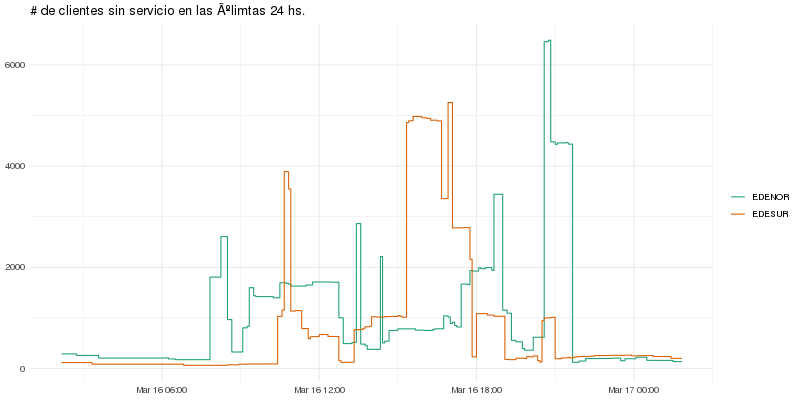 # de clientes sin servicio en las Ãºlimtas 24 hs.
6000
4000
2000
0
Mar 16 06:00
Mar 16 12:00
Mar 16 18:00
Mar 17 00:00
EDENOR
EDESUR